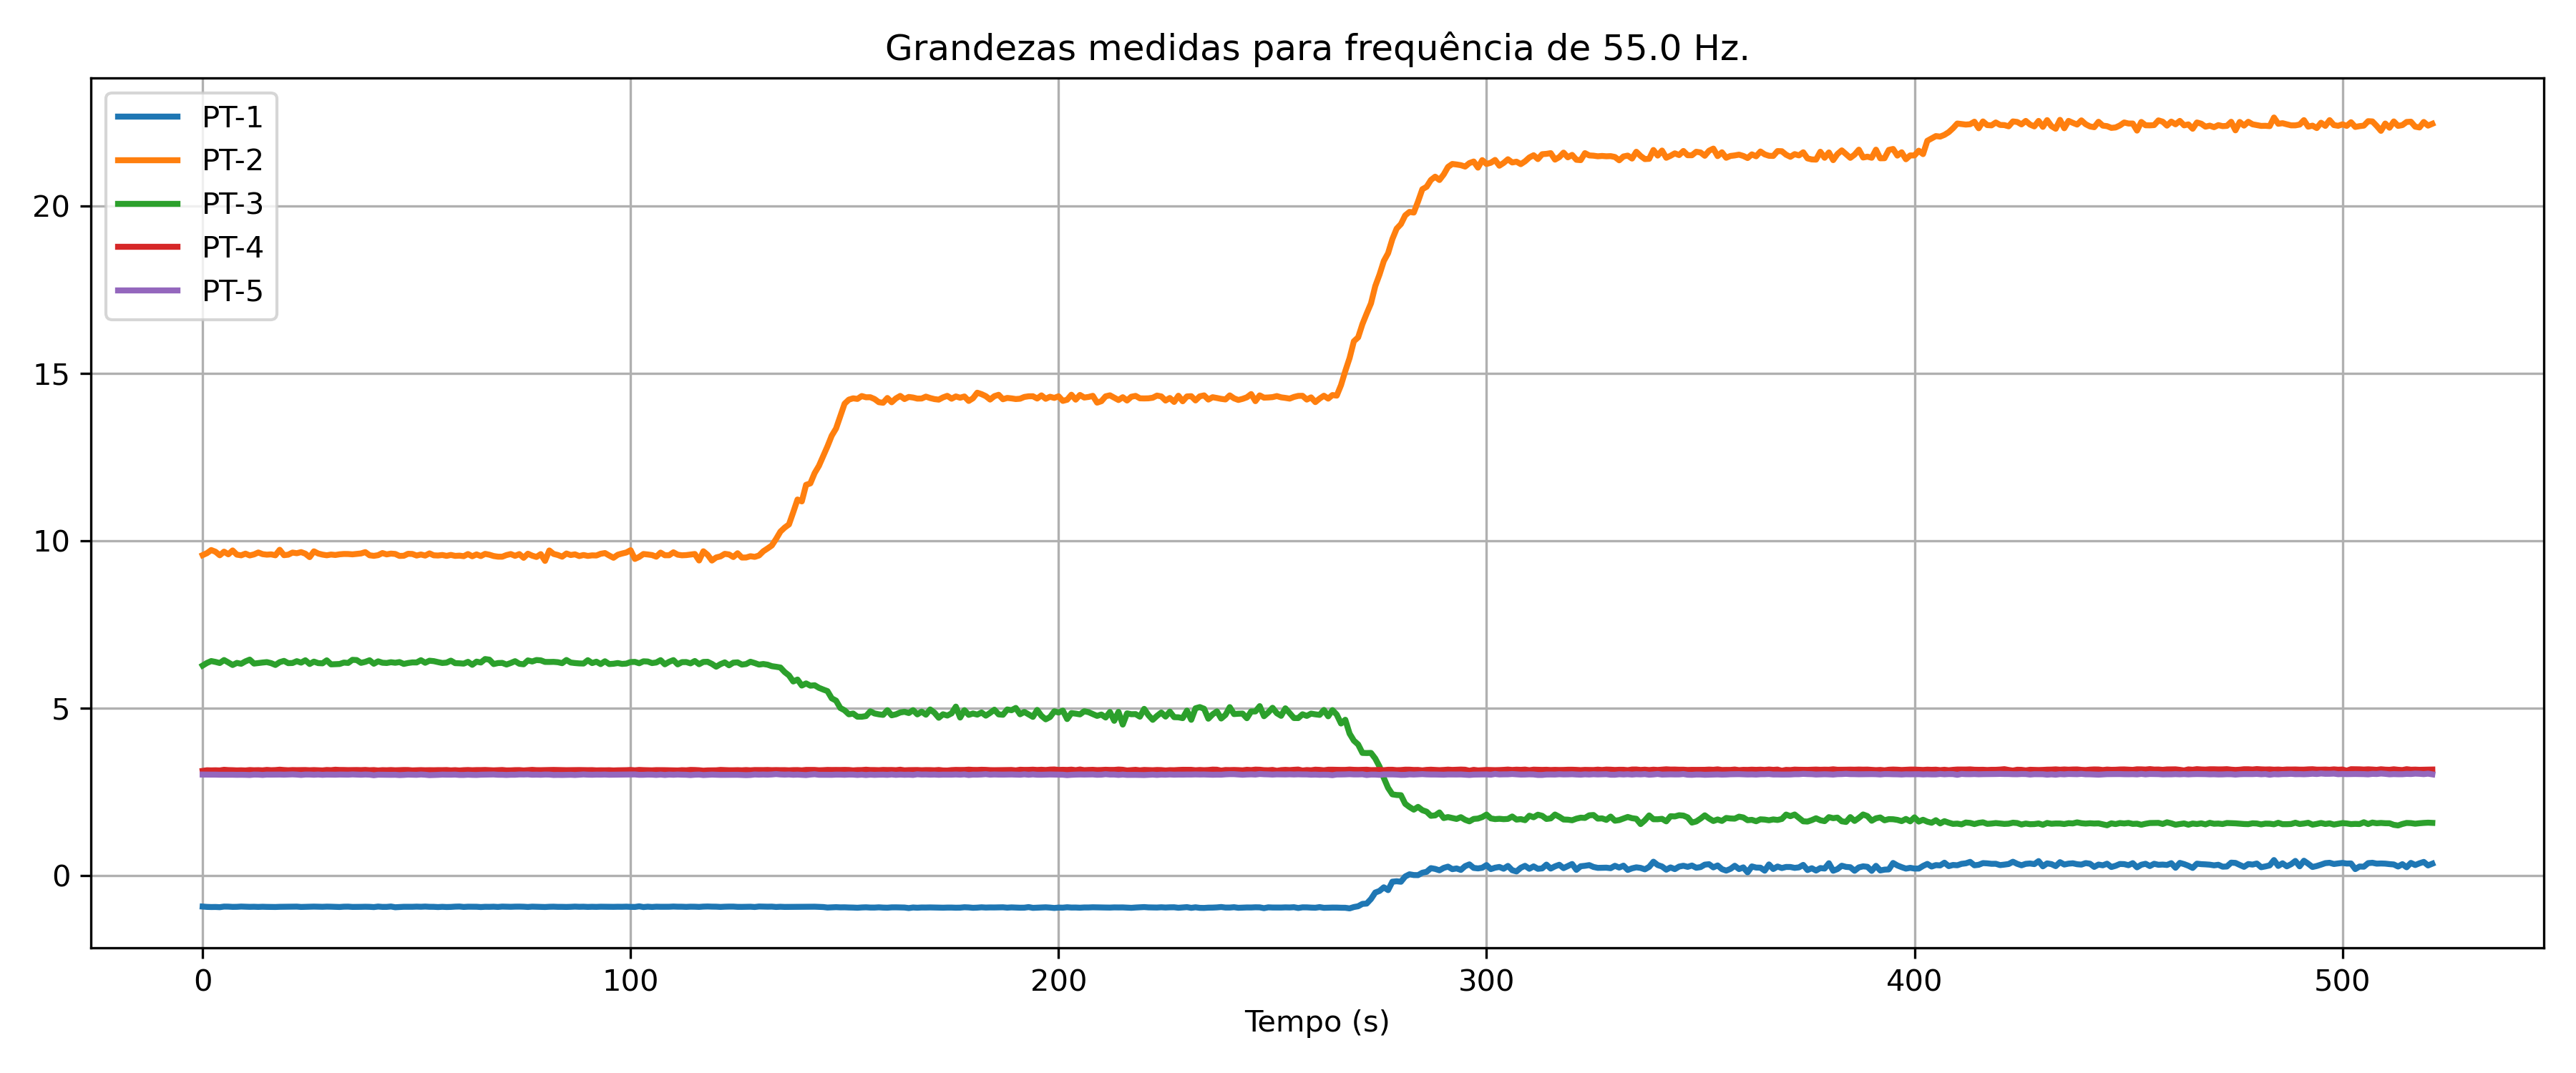 Grandezas medidas para frequência de 55.0 Hz.
PT-1
PT-2
PT-3
PT-4
PT-5
20
15
10
5
0
0 100 200 300 400 500
Tempo (s)